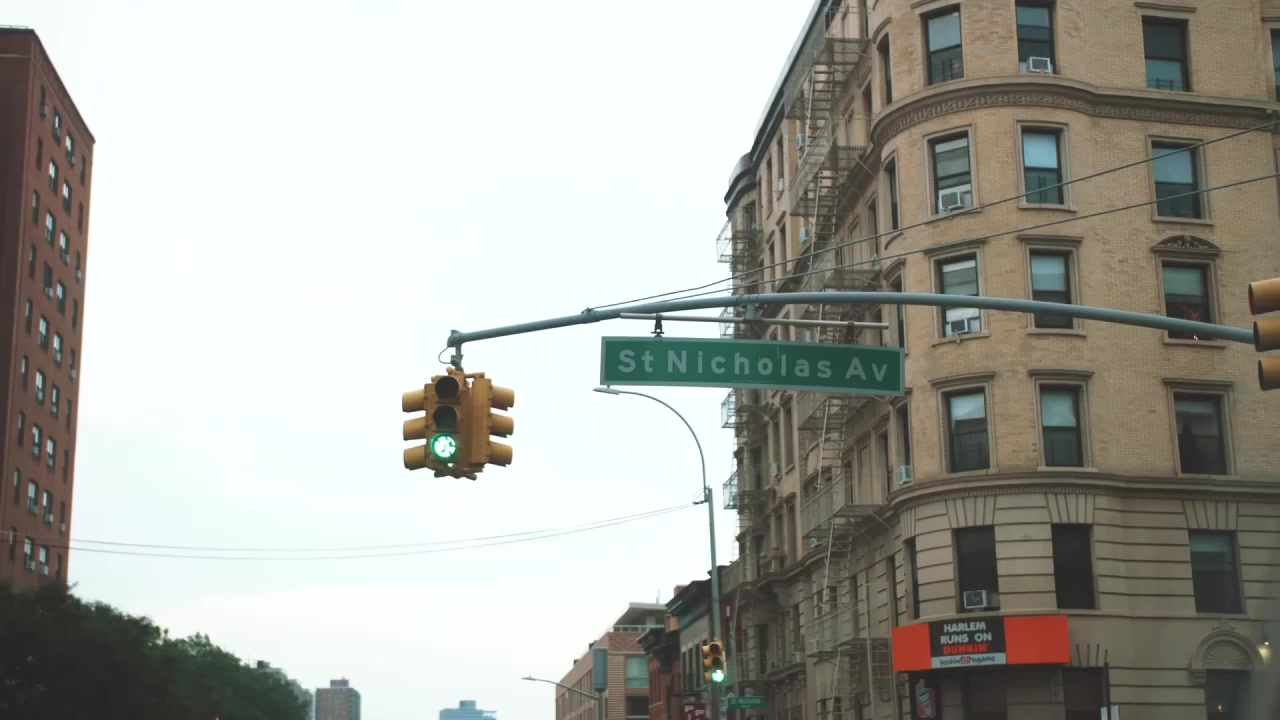 St Nicholas Av
HARLEM
RUNS ON
DUNKIN'